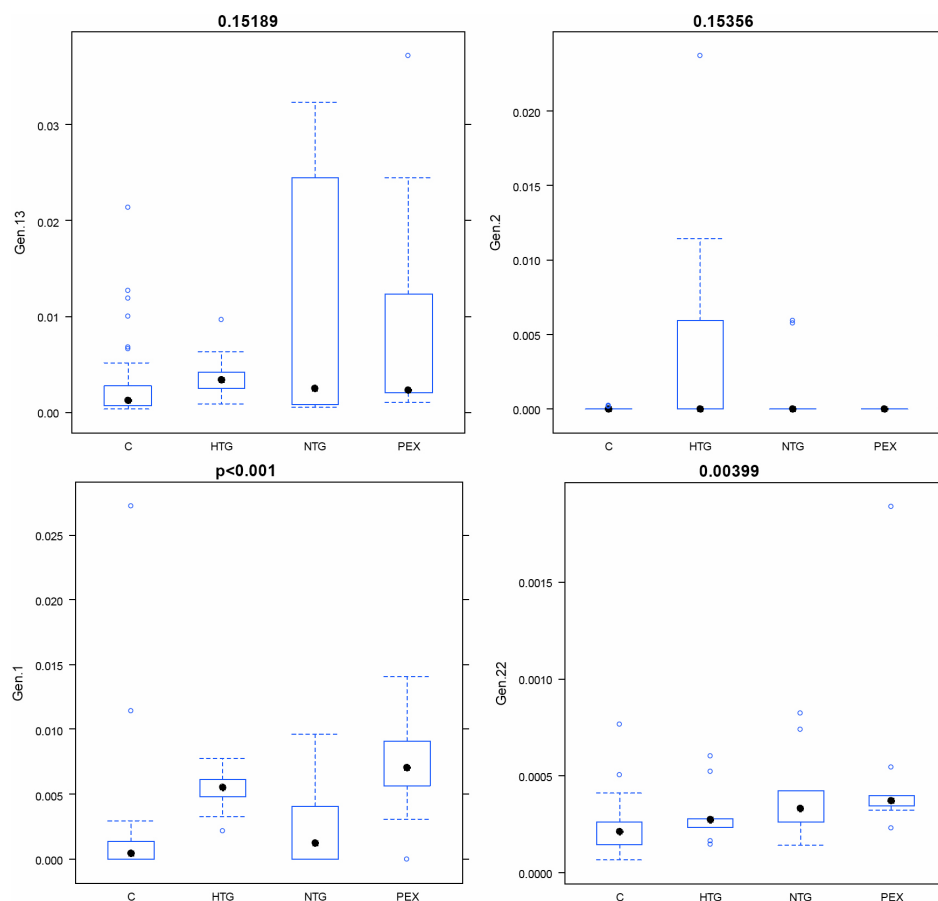 0.15189
0.03
0.02
0.01
0.00
Gen.13
C HTG NTG PEX
0.15356
0.020
0.015
0.010
0.005
0.000
Gen.2
C HTG NTG PEX
p<0.001
0.025
0.020
0.015
0.010
0.005
0.000
Gen.1
C HTG NTG PEX
0.00399
0.0015
0.0010
0.0005
0.0000
Gen.22
C HTG NTG PEX